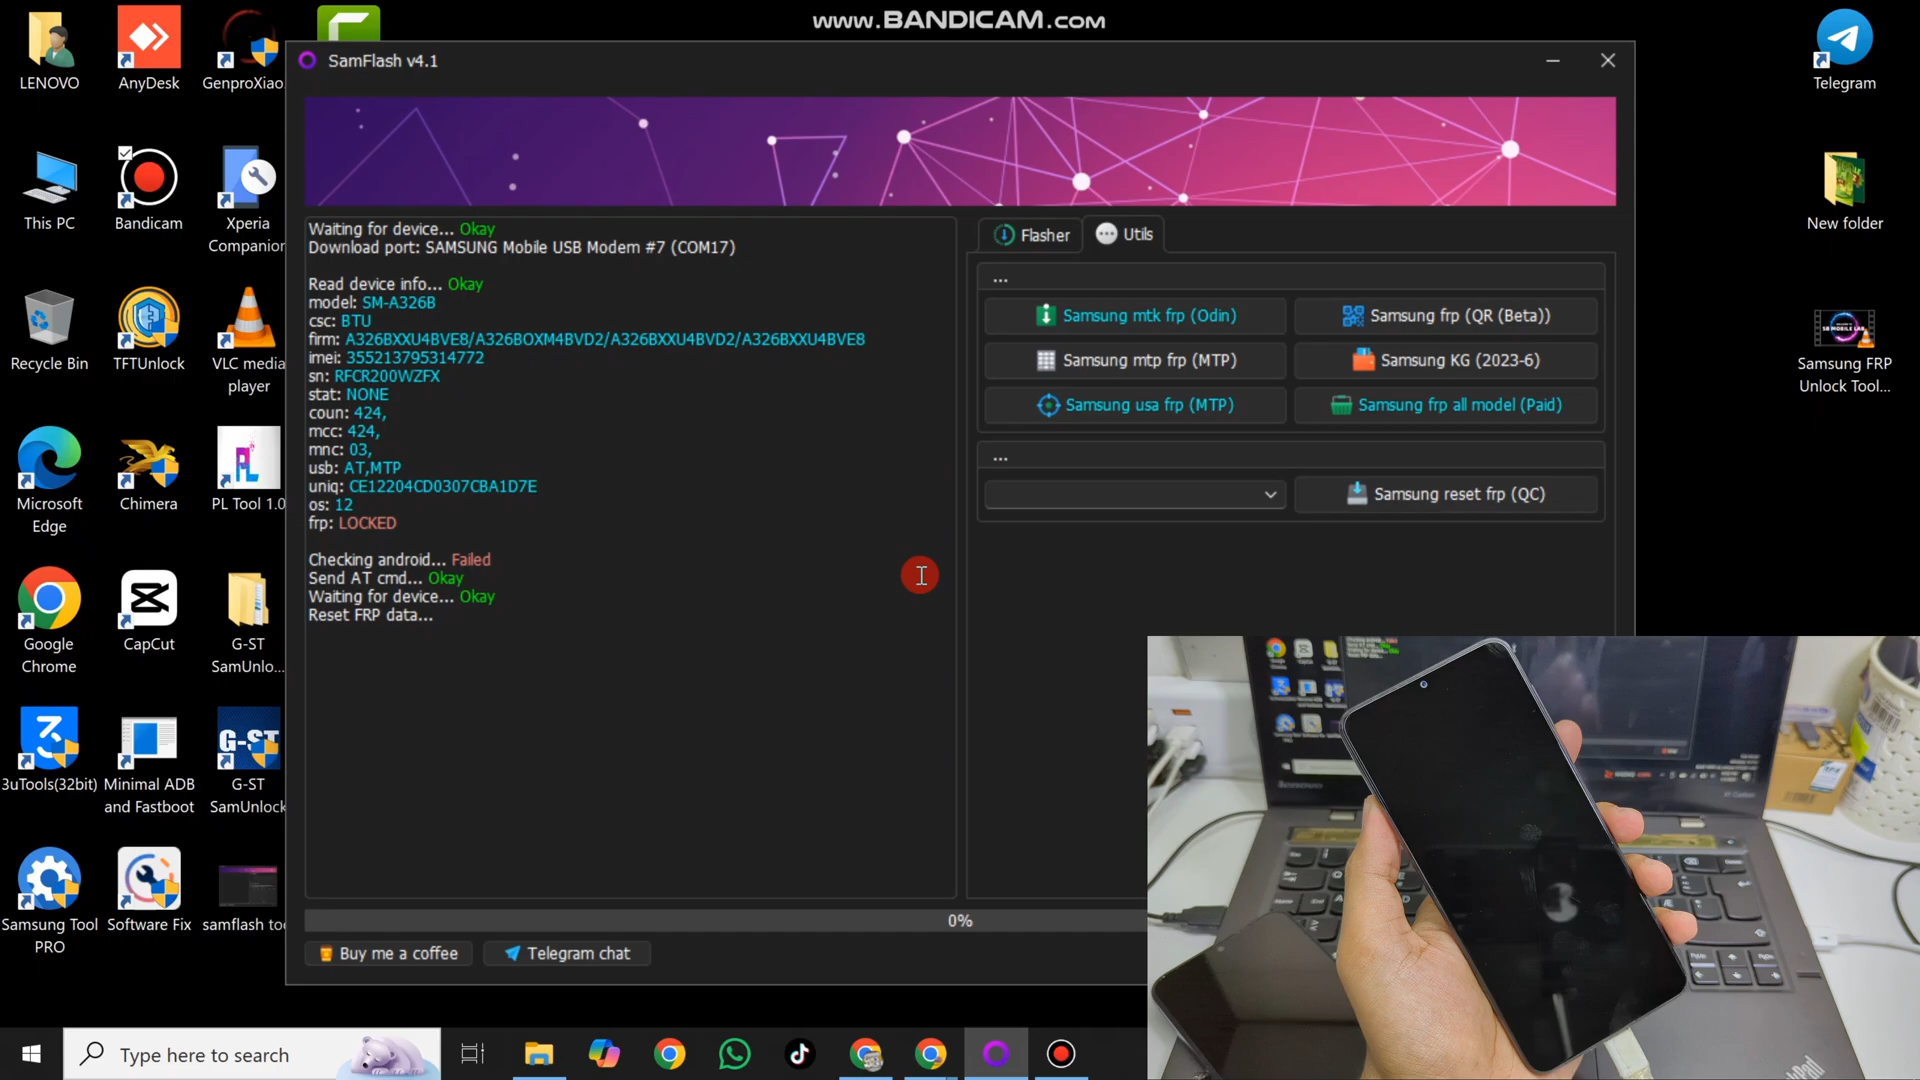 www.BANDICAM.com
LENOVO
AnyDesk
GenproXiao
This PC
Bandicam
Xperia
Companion
Recycle Bin
TFTUnlock
VLC media
player
Microsoft
Edge
Chimera
PL Tool 1.0
Google
Chrome
CapCut
G-ST
SamUnlo...
3uTools(32bit)
Minimal ADB
and Fastboot
G-ST
G-ST
SamUnlock
Samsung Tool
PRO
Software Fix
samflash too
SamFlash v4.1
Waiting for device... Okay
Download port: SAMSUNG Mobile USB Modem #7 (COM17)
Read device info... Okay
model: SM-A326B
csc: BTU
firm: A326BXXU4BVE8/A326BOXM4BVD2/A326BXXU4BVD2/A326BXXU4BVE8
imei: 355213795314772
sn: RFCR200WZFX
stat: NONE
coun: 424,
mcc: 424,
mnc: 03,
usb: AT,MTP
uniq: CE12204CD0307CBA1D7E
os: 12
frp: LOCKED
Checking android... Failed
Send AT cmd... Okay
Waiting for device... Okay
Reset FRP data...
Flasher
Utils
...
Samsung mtk frp (Odin)
Samsung frp (QR (Beta))
Samsung mtp frp (MTP)
Samsung KG (2023-6)
Samsung usa frp (MTP)
Samsung frp all model (Paid)
...
Samsung reset frp (QC)
0%
Buy me a coffee
Telegram chat
Telegram
New folder
SB MOBILE LAB
Samsung FRP
Unlock Tool...
Type here to search